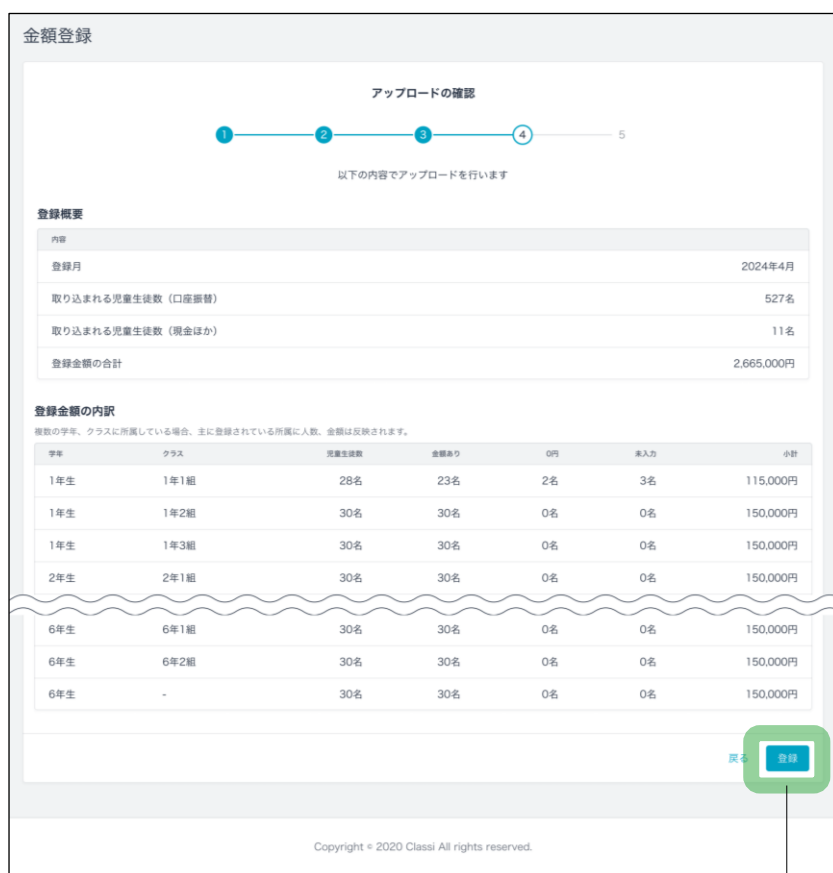 金額登録
アップロードの確認
1 2 3 4 5
以下の内容でアップロードを行います
登録概要
内容
登録月 2024年4月
取り込まれる児童生徒数（口座振替） 527名
取り込まれる児童生徒数（現金ほか） 11名
登録金額の合計 2,665,000円
登録金額の内訳
複数の学年、クラスに所属している場合、主に登録されている所属に人数、金額は反映されます。
学年 クラス 児童生徒数 金額あり 0円 未入力 小計
1年生 1年1組 28名 23名 2名 3名 115,000円
1年生 1年2組 30名 30名 0名 0名 150,000円
1年生 1年3組 30名 30名 0名 0名 150,000円
2年生 2年1組 30名 30名 0名 0名 150,000円
6年生 6年1組 30名 30名 0名 0名 150,000円
6年生 6年2組 30名 30名 0名 0名 150,000円
6年生 - 30名 30名 0名 0名 150,000円
戻る 登録
Copyright © 2020 Classi All rights reserved.